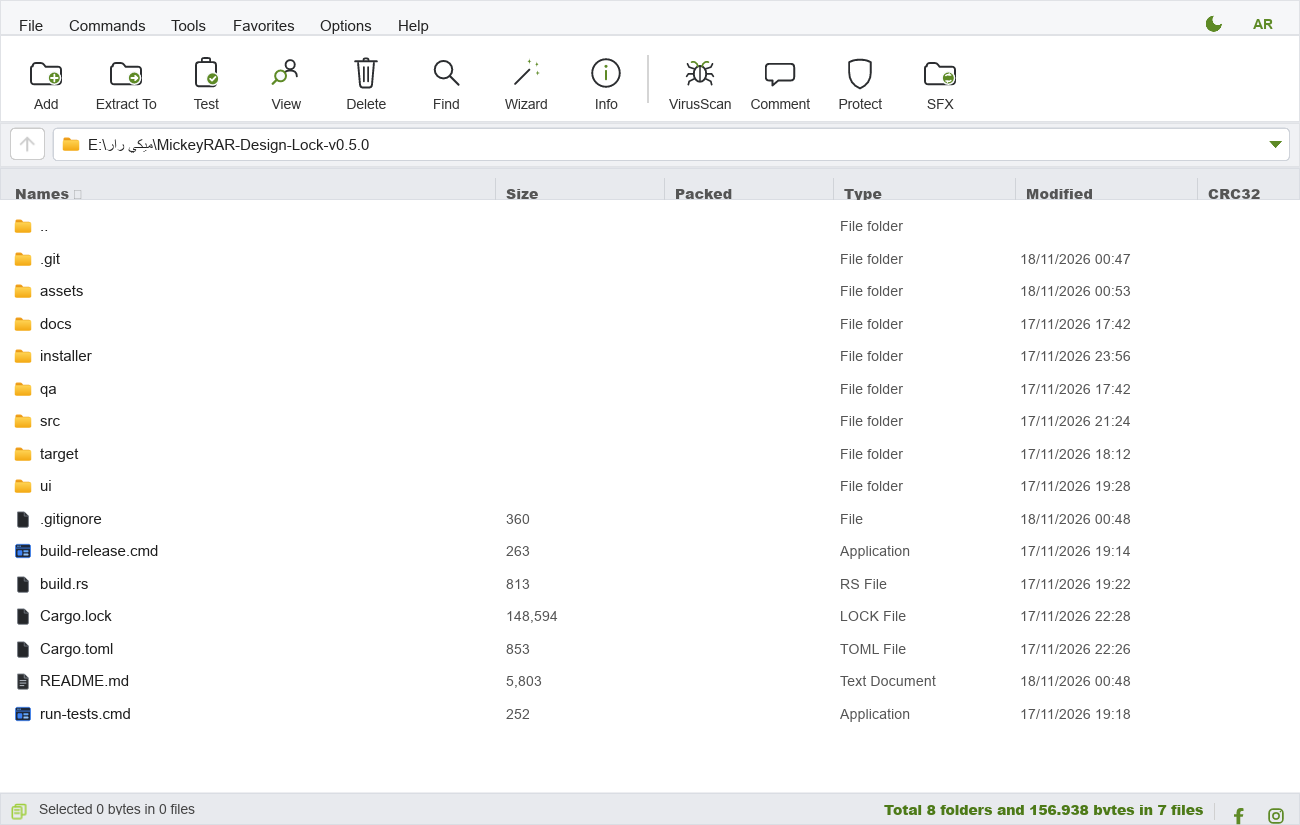 File Commands Tools Favorites Options Help AR
Add Extract To Test View Delete Find Wizard Info VirusScan Comment Protect SFX
E:\ميكي رار\MickeyRAR-Design-Lock-v0.5.0
Names Size Packed Type Modified CRC32
.. File folder
.git File folder 18/11/2026 00:47
assets File folder 18/11/2026 00:53
docs File folder 17/11/2026 17:42
installer File folder 17/11/2026 23:56
qa File folder 17/11/2026 17:42
src File folder 17/11/2026 21:24
target File folder 17/11/2026 18:12
ui File folder 17/11/2026 19:28
.gitignore 360 File 18/11/2026 00:48
build-release.cmd 263 Application 17/11/2026 19:14
build.rs 813 RS File 17/11/2026 19:22
Cargo.lock 148,594 LOCK File 17/11/2026 22:28
Cargo.toml 853 TOML File 17/11/2026 22:26
README.md 5,803 Text Document 18/11/2026 00:48
run-tests.cmd 252 Application 17/11/2026 19:18
Selected 0 bytes in 0 files Total 8 folders and 156.938 bytes in 7 files